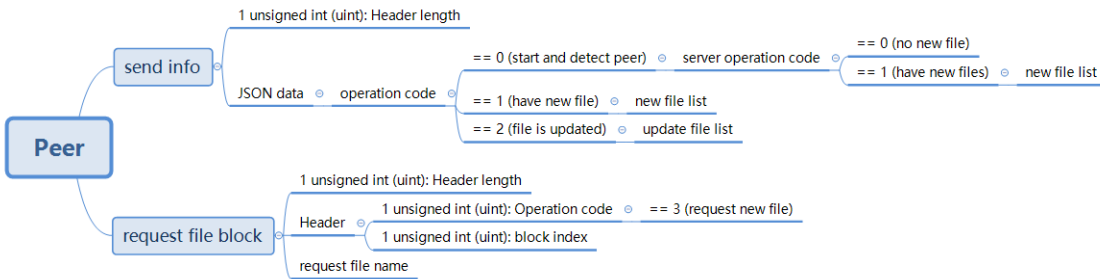 Peer
send info
1 unsigned int (uint): Header length
JSON data
operation code
== 0 (start and detect peer)
server operation code
== 0 (no new file)
== 1 (have new files)
new file list
== 1 (have new file)
new file list
== 2 (file is updated)
update file list
request file block
1 unsigned int (uint): Header length
Header
1 unsigned int (uint): Operation code
== 3 (request new file)
1 unsigned int (uint): block index
request file name